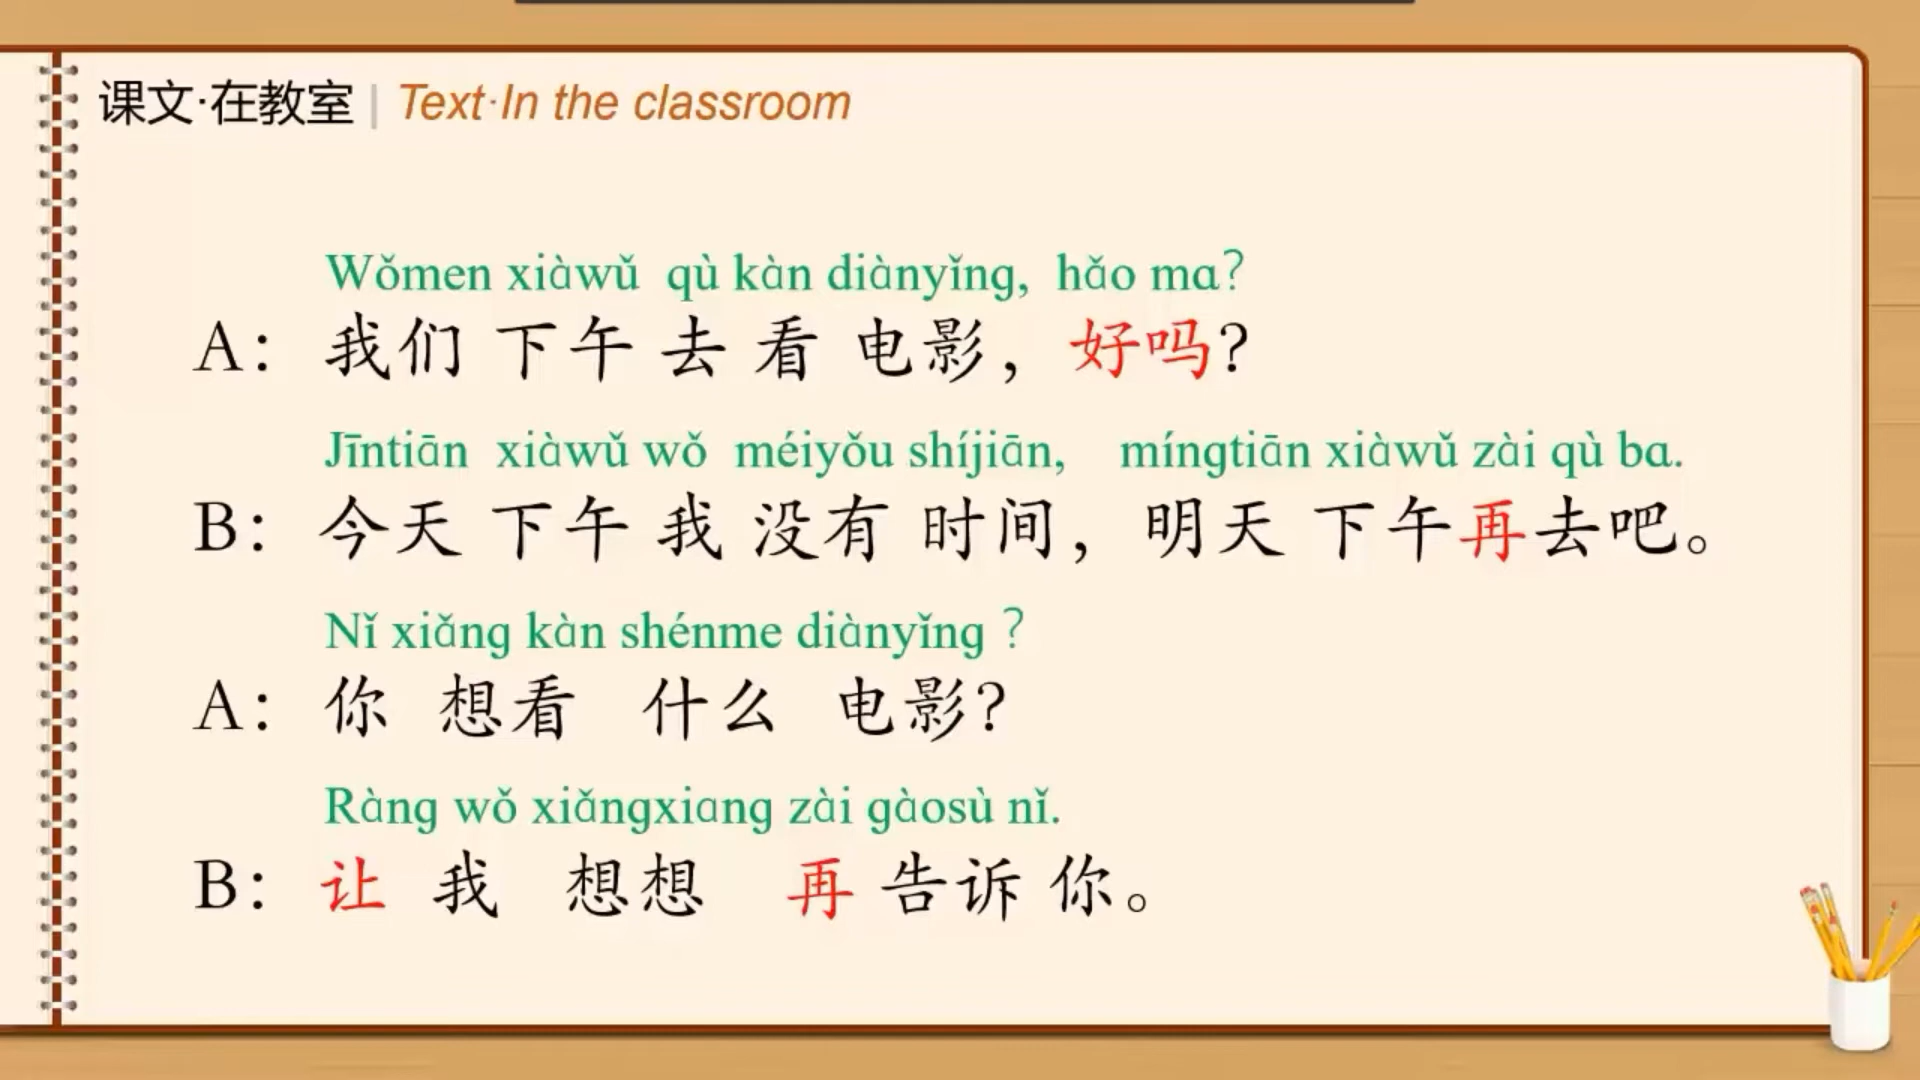 课文·在教室 | Text·In the classroom
Wǒmen xiàwǔ qù kàn diànyǐng, hǎo ma?
A: 我们 下午 去 看 电影, 好吗?
Jīntiān xiàwǔ wǒ méiyǒu shíjiān, míngtiān xiàwǔ zài qù ba.
B: 今天 下午 我 没有 时间, 明天 下午再去吧。
Nǐ xiǎng kàn shénme diànyǐng ?
A: 你 想看 什么 电影?
Ràng wǒ xiǎngxiang zài gàosù nǐ.
B: 让 我 想想 再 告诉 你。